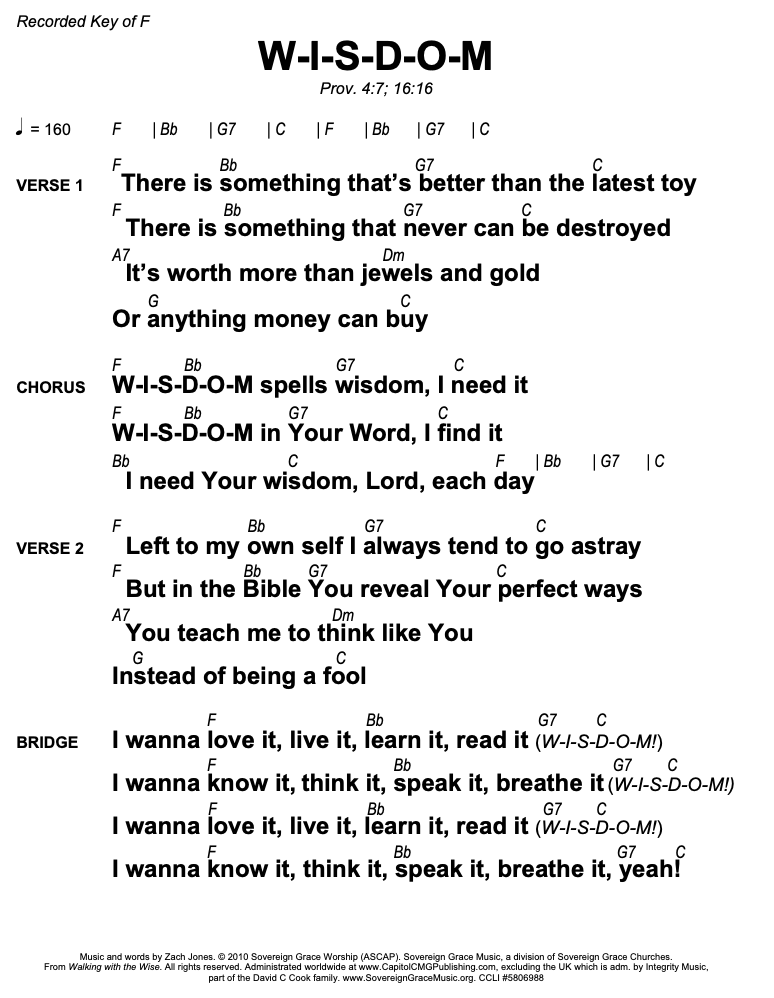 Recorded Key of F
W-I-S-D-O-M
Prov. 4:7; 16:16
♩ = 160 F | Bb | G7 | C | F | Bb | G7 | C
F Bb G7 C
VERSE 1 There is something that’s better than the latest toy
F Bb G7 C
There is something that never can be destroyed
A7 Dm
It’s worth more than jewels and gold
G C
Or anything money can buy
F Bb G7 C
CHORUS W-I-S-D-O-M spells wisdom, I need it
F Bb G7 C
W-I-S-D-O-M in Your Word, I find it
Bb C F | Bb | G7 | C
I need Your wisdom, Lord, each day
F Bb G7 C
VERSE 2 Left to my own self I always tend to go astray
F Bb G7 C
But in the Bible You reveal Your perfect ways
A7 Dm
You teach me to think like You
G C
Instead of being a fool
F Bb G7 C
BRIDGE I wanna love it, live it, learn it, read it (W-I-S-D-O-M!)
F Bb G7 C
I wanna know it, think it, speak it, breathe it (W-I-S-D-O-M!)
F Bb G7 C
I wanna love it, live it, learn it, read it (W-I-S-D-O-M!)
F Bb G7 C
I wanna know it, think it, speak it, breathe it, yeah!
Music and words by Zach Jones. © 2010 Sovereign Grace Worship (ASCAP). Sovereign Grace Music, a division of Sovereign Grace Churches.
From Walking with the Wise. All rights reserved. Administrated worldwide at www.CapitolCMGPublishing.com, excluding the UK which is adm. by Integrity Music,
part of the David C Cook family. www.SovereignGraceMusic.org. CCLI #5806988